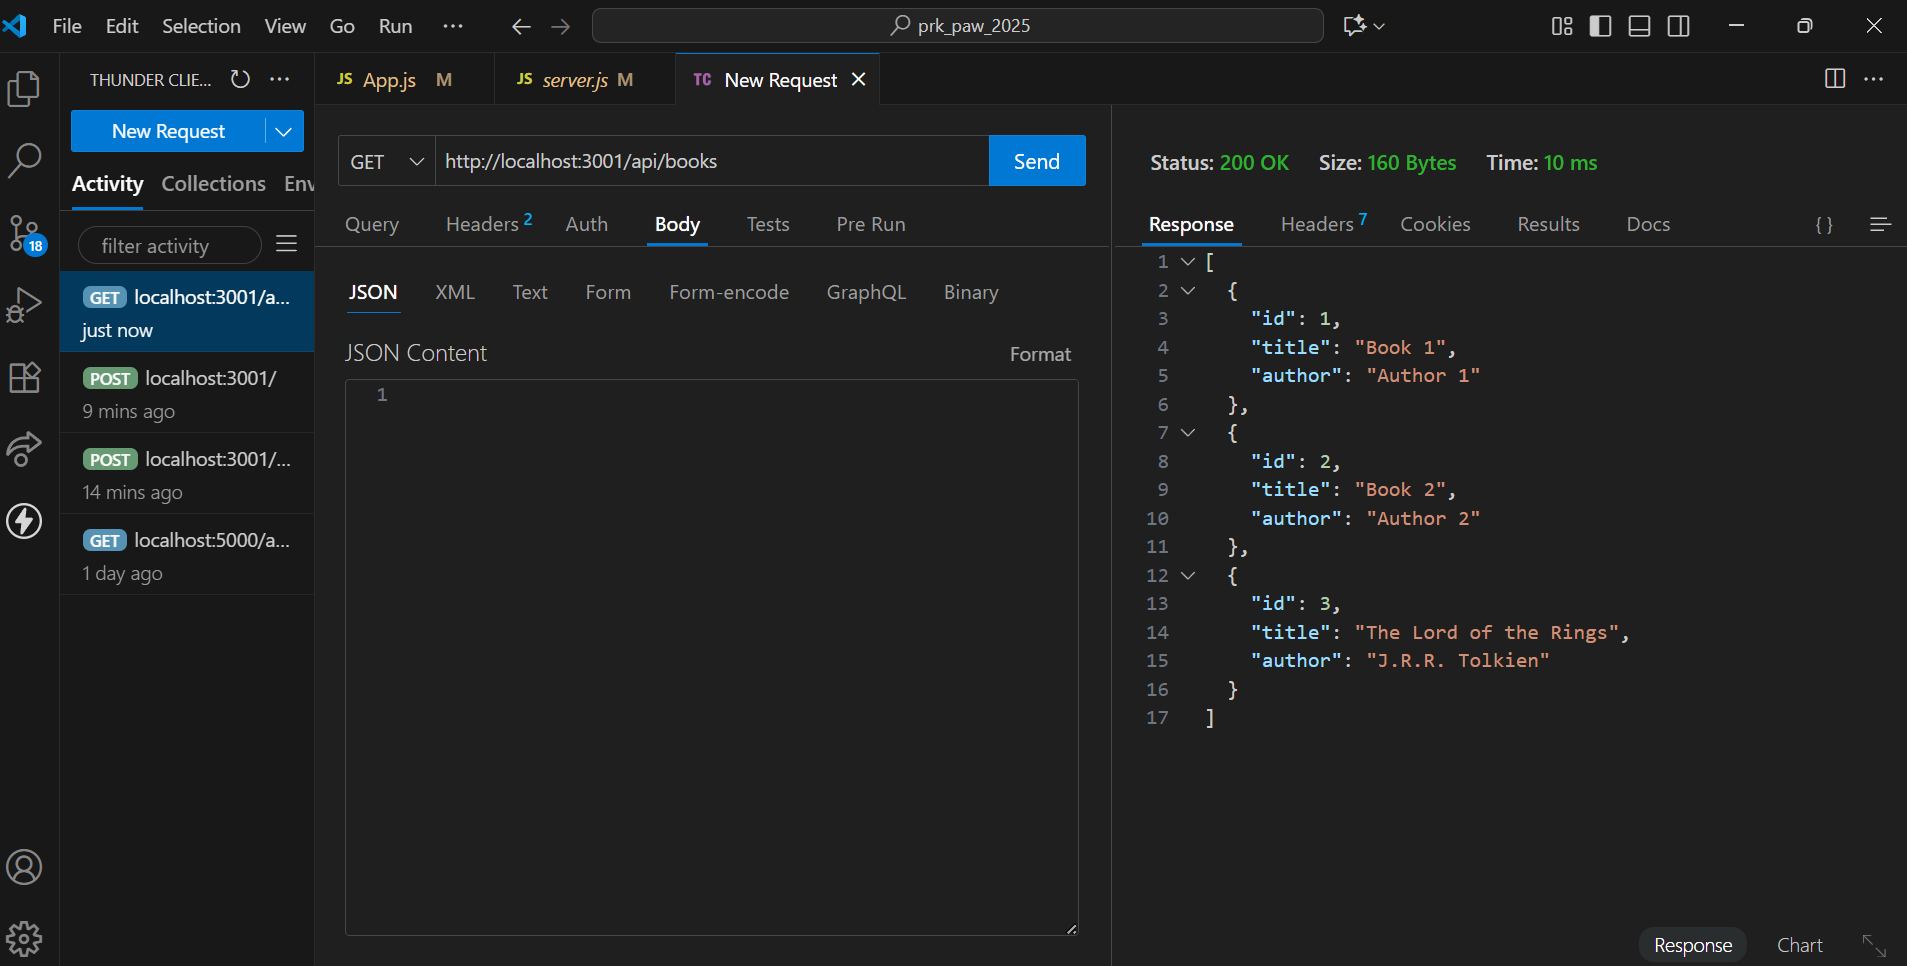 File Edit Selection View Go Run ···
prk_paw_2025
THUNDER CLIE... ···
New Request
Activity Collections Env
filter activity
18
GET localhost:3001/a...
just now
POST localhost:3001/
9 mins ago
POST localhost:3001/...
14 mins ago
GET localhost:5000/a...
1 day ago
JS App.js M
JS server.js M
TC New Request
GET http://localhost:3001/api/books Send
Query Headers 2 Auth Body Tests Pre Run
JSON XML Text Form Form-encode GraphQL Binary
JSON Content Format
1
Status: 200 OK Size: 160 Bytes Time: 10 ms
Response Headers 7 Cookies Results Docs { }
1 [
2 {
3 "id": 1,
4 "title": "Book 1",
5 "author": "Author 1"
6 },
7 {
8 "id": 2,
9 "title": "Book 2",
10 "author": "Author 2"
11 },
12 {
13 "id": 3,
14 "title": "The Lord of the Rings",
15 "author": "J.R.R. Tolkien"
16 }
17 ]
Response Chart